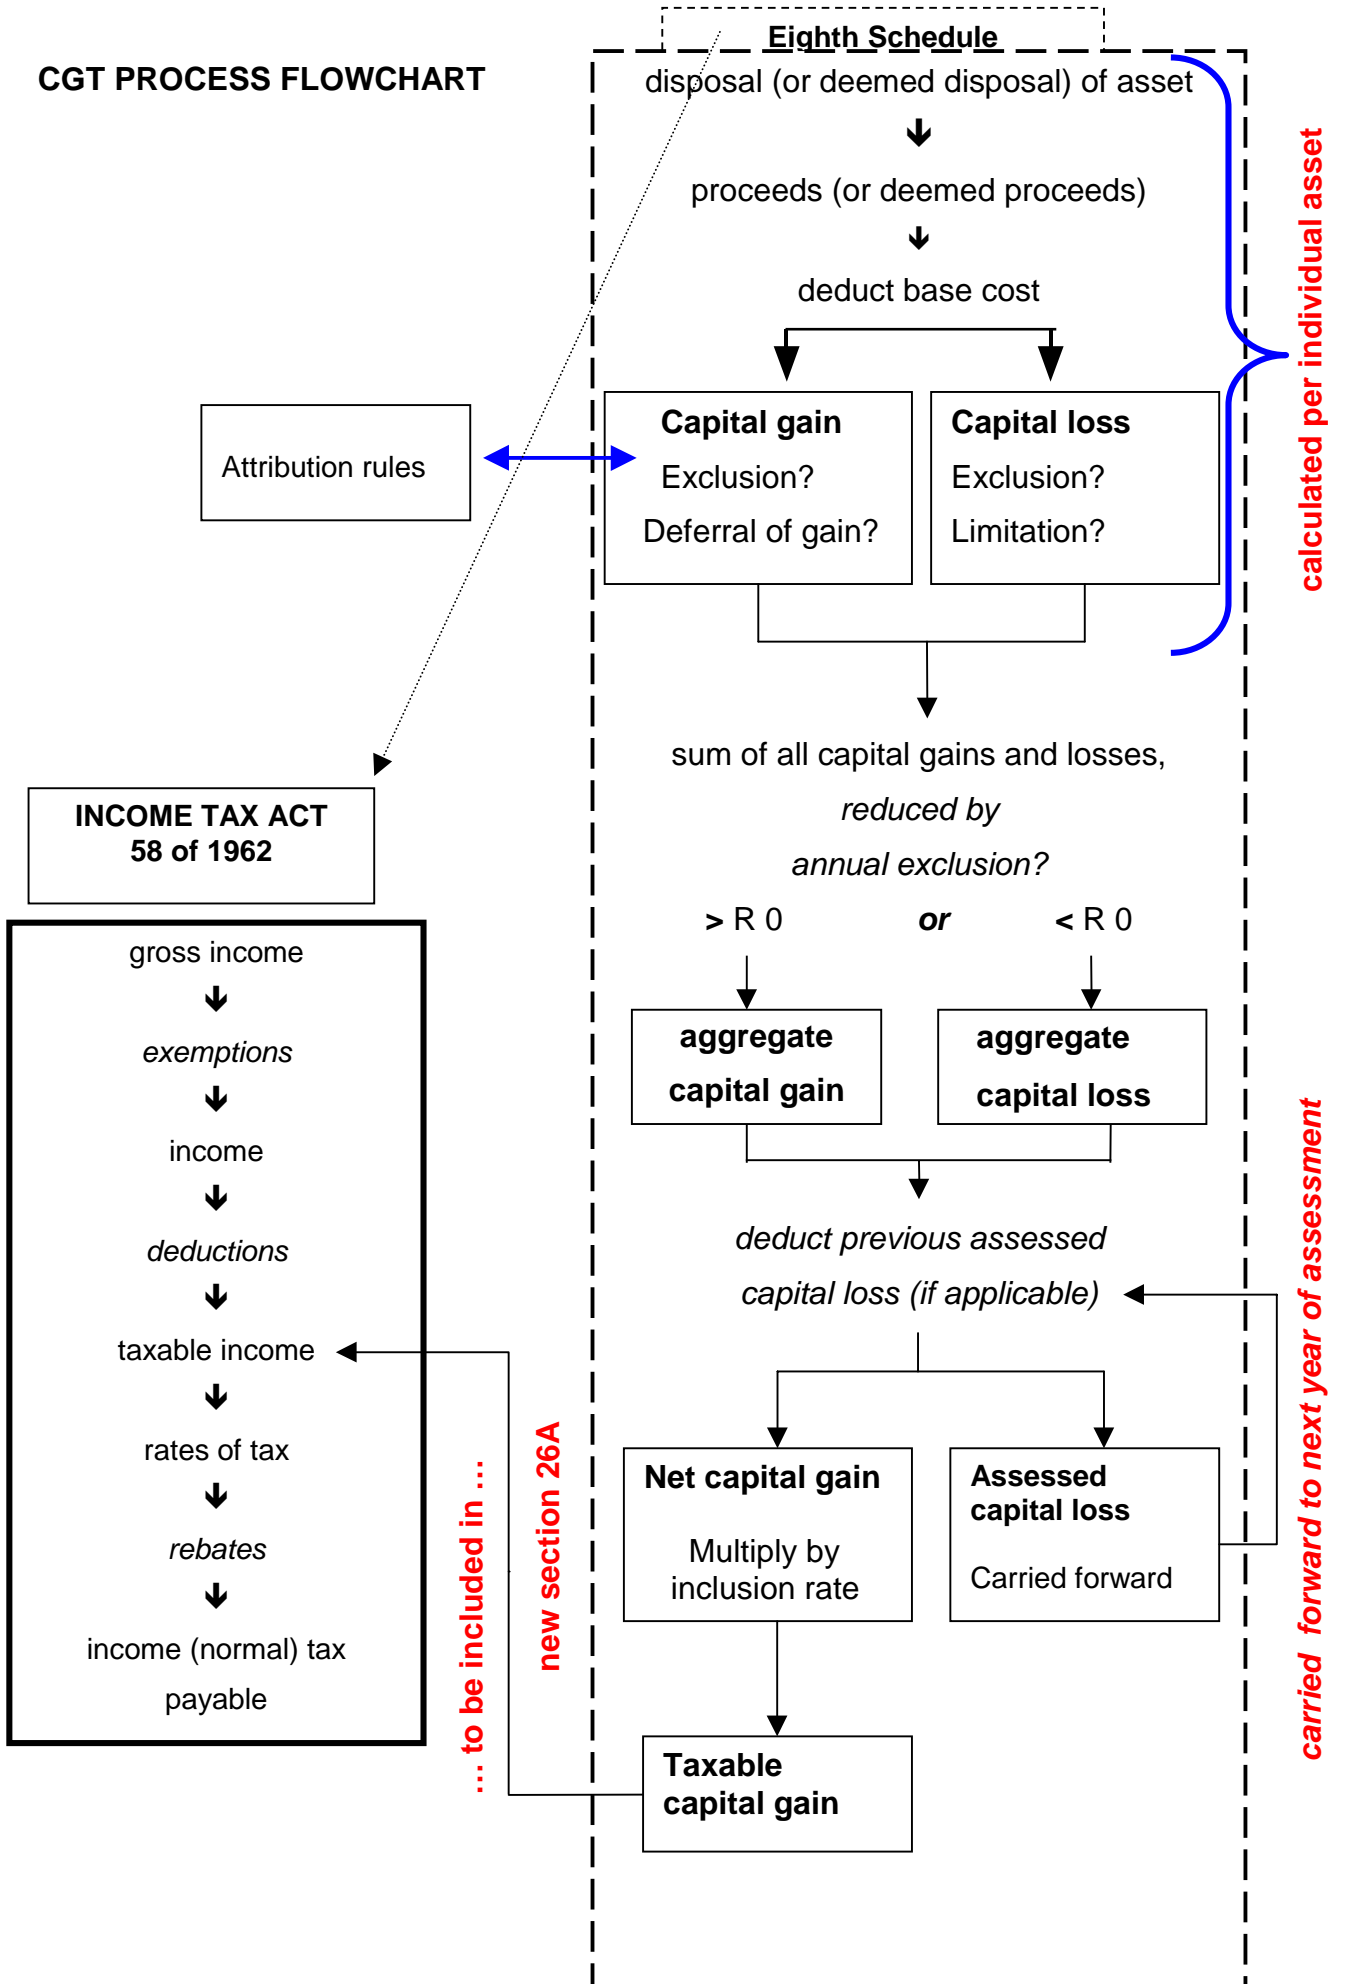 Eighth Schedule
CGT PROCESS FLOWCHART
disposal (or deemed disposal) of asset
proceeds (or deemed proceeds)
deduct base cost
calculated per individual asset
Attribution rules
Capital gain
Exclusion?
Deferral of gain?
Capital loss
Exclusion?
Limitation?
sum of all capital gains and losses,
reduced by
annual exclusion?
> R 0 or < R 0
aggregate
capital gain
aggregate
capital loss
deduct previous assessed
capital loss (if applicable)
Net capital gain
Multiply by
inclusion rate
Assessed
capital loss
Carried forward
carried forward to next year of assessment
Taxable
capital gain
… to be included in …
new section 26A
INCOME TAX ACT
58 of 1962
gross income
exemptions
income
deductions
taxable income
rates of tax
rebates
income (normal) tax
payable